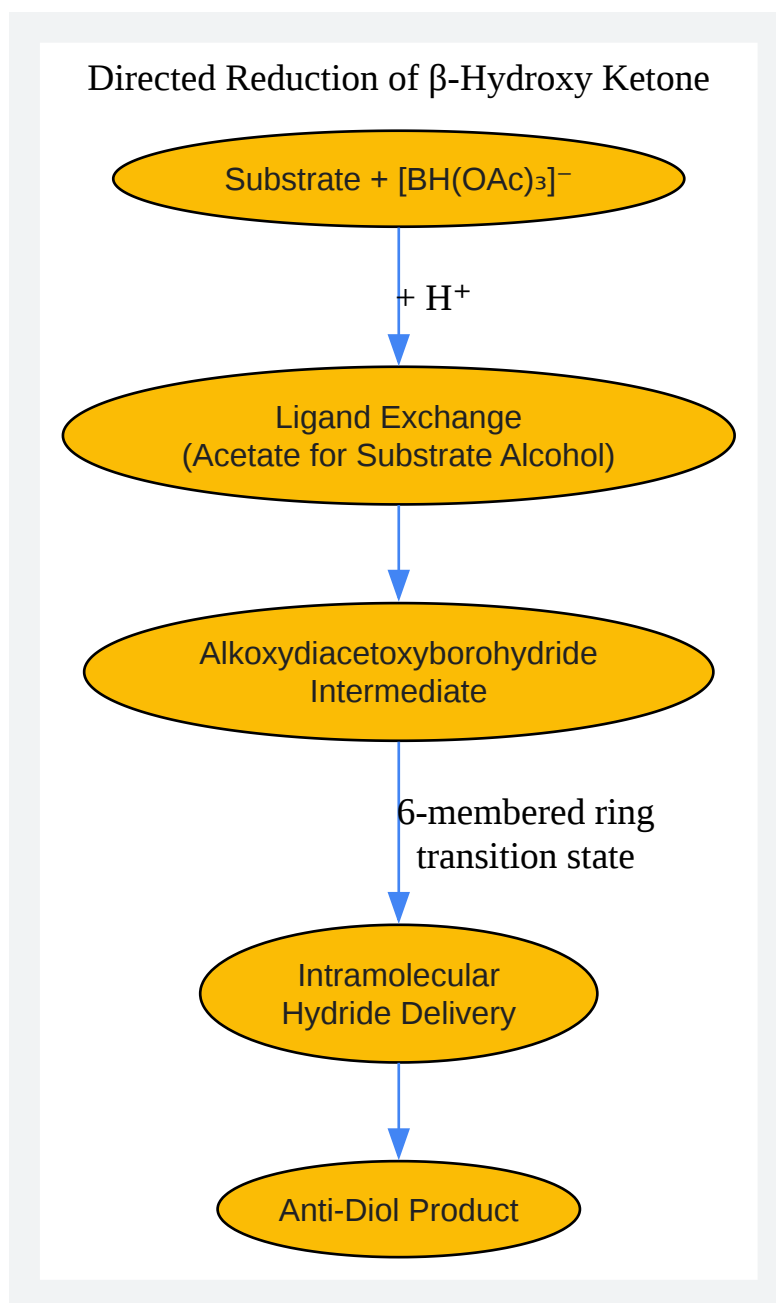 Directed Reduction of β-Hydroxy Ketone
Substrate + [BH(OAc)₃]⁻
+ H⁺
Ligand Exchange
(Acetate for Substrate Alcohol)
Alkoxydiacetoxyborohydride
Intermediate
6-membered ring
transition state
Intramolecular
Hydride Delivery
Anti-Diol Product